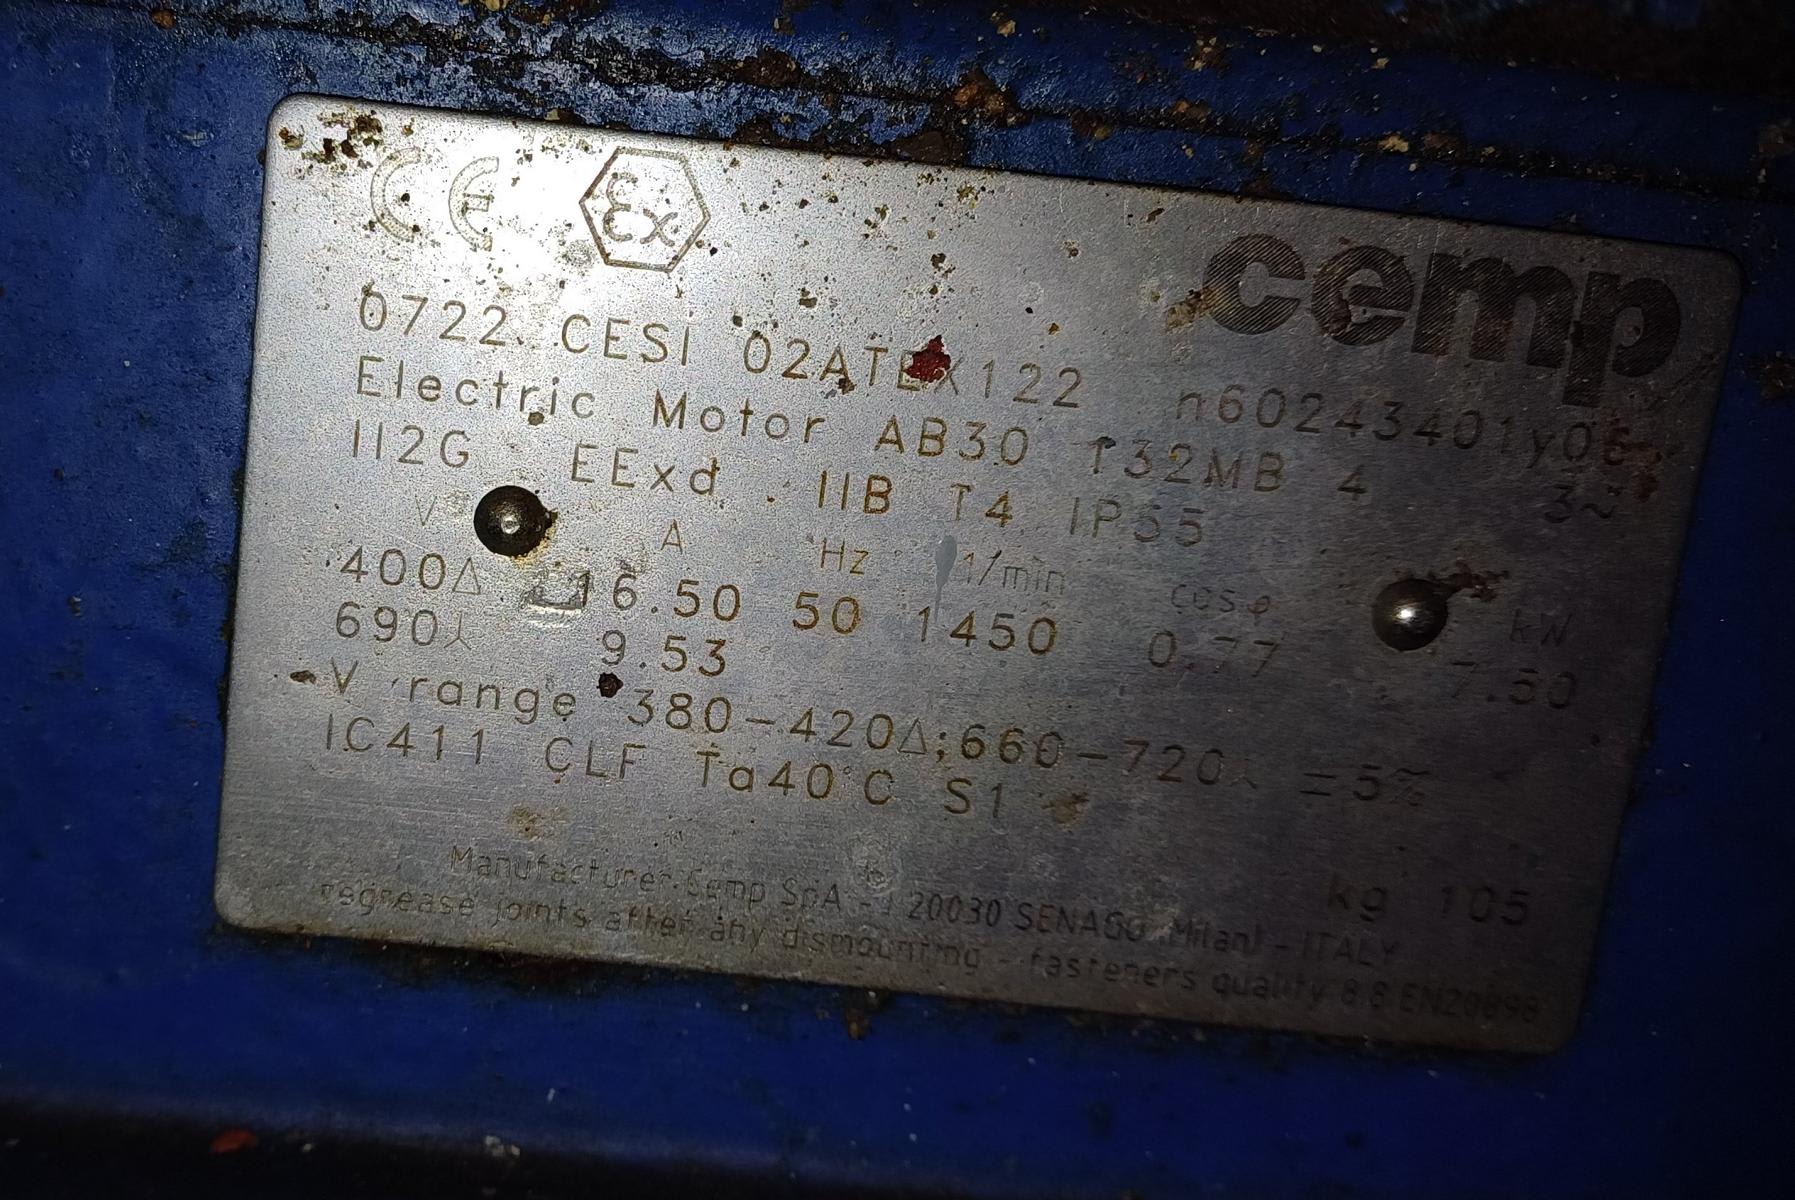 CE Ex
cemp
0722 CESI 02ATEX122 n60243401y06
Electric Motor AB30 132MB 4 3~
II2G EExd IIB T4 IP55
V A Hz 1/min cosφ kW
400Δ 16.50 50 1450 0.77 7.50
690⅄ 9.53
V range 380-420Δ;660-720⅄ ±5%
IC411 CLF Ta40°C S1
kg 105
Manufacturer Cemp SpA - I 20030 SENAGO (Milan) - ITALY
regrease joints after any dismounting - fasteners quality 8.8 EN20898